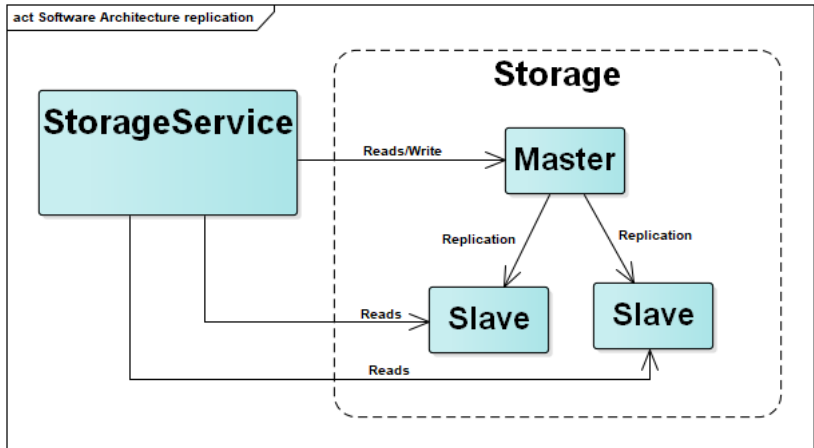 act Software Architecture replication
Storage
StorageService
Reads/Write
Master
Replication
Replication
Slave
Slave
Reads
Reads